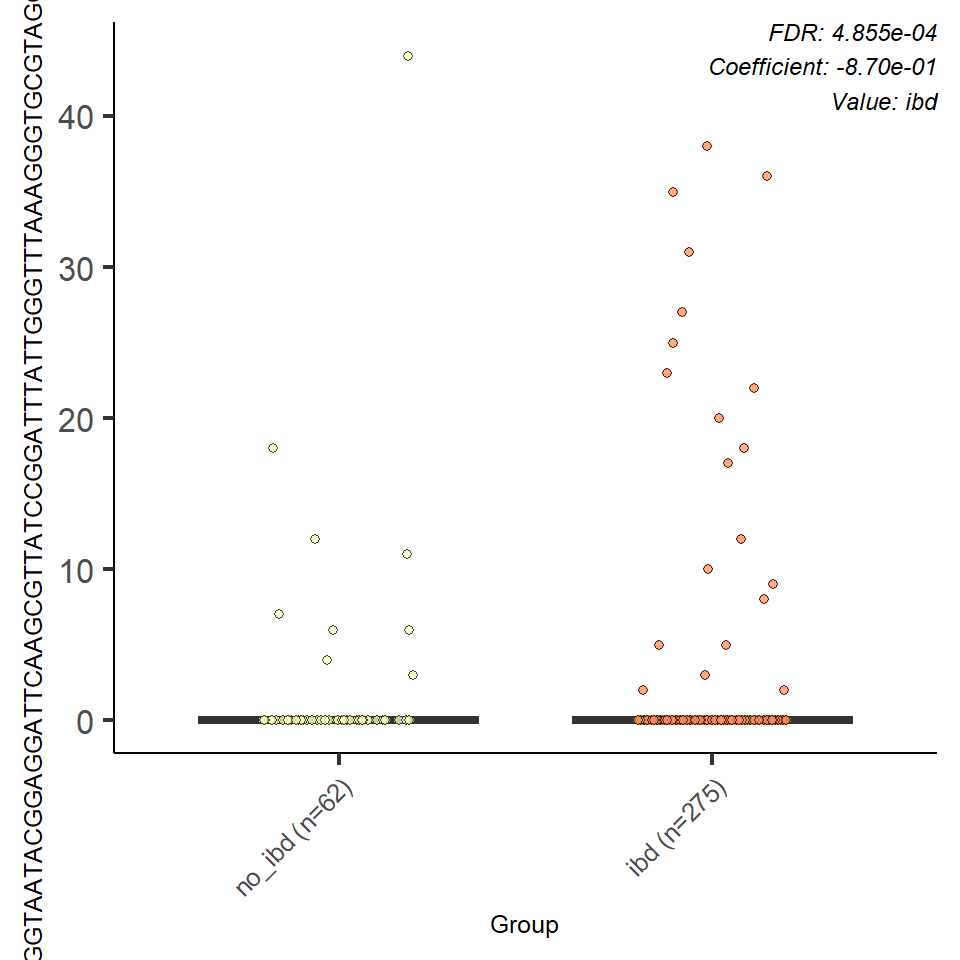 FDR: 4.855e-04
Coefficient: -8.70e-01
Value: ibd
GGTAATACGGAGGATTCAAGCGTTATCCGGATTTATTGGGTTTAAAGGGTGCGTAGG
40
30
20
10
0
no_ibd (n=62)
ibd (n=275)
Group